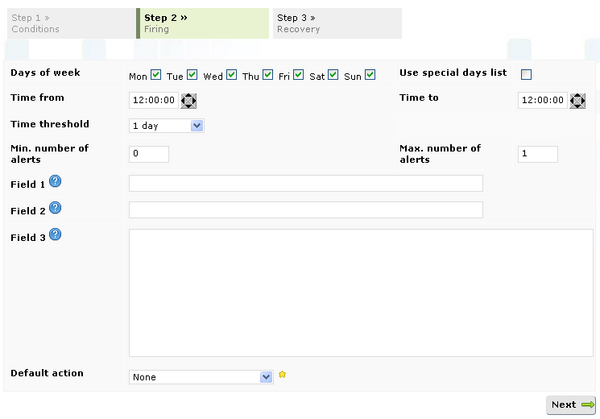 Step 1 » Step 2 » Step 3 »
Conditions Firing Recovery
Days of week Mon Tue Wed Thu Fri Sat Sun Use special days list
Time from 12:00:00 Time to 12:00:00
Time threshold 1 day
Min. number of alerts 0 Max. number of alerts 1
Field 1 ?
Field 2 ?
Field 3 ?
Default action None
Next